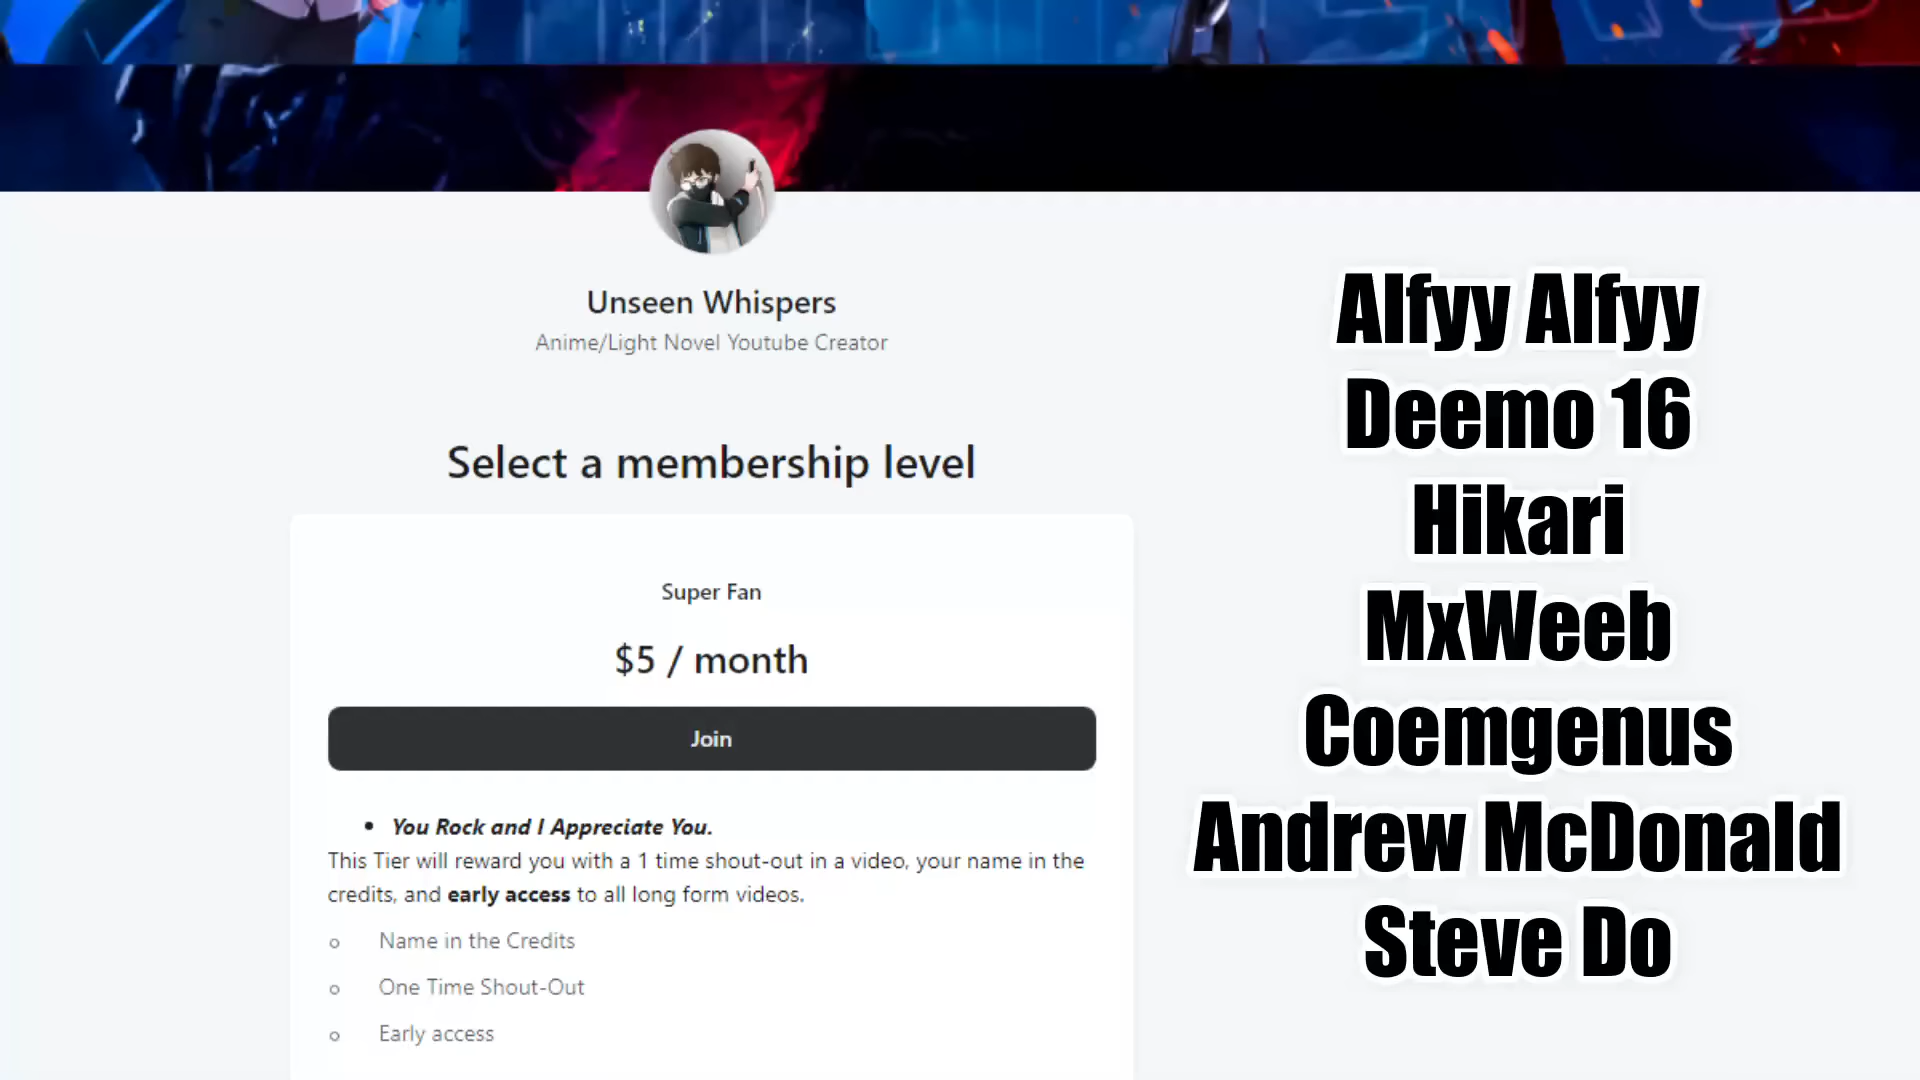 Unseen Whispers
Anime/Light Novel Youtube Creator
Select a membership level
Super Fan
$5 / month
Join
• You Rock and I Appreciate You.
This Tier will reward you with a 1 time shout-out in a video, your name in the
credits, and early access to all long form videos.
Name in the Credits
One Time Shout-Out
Early access
Alfyy Alfyy
Deemo 16
Hikari
MxWeeb
Coemgenus
Andrew McDonald
Steve Do